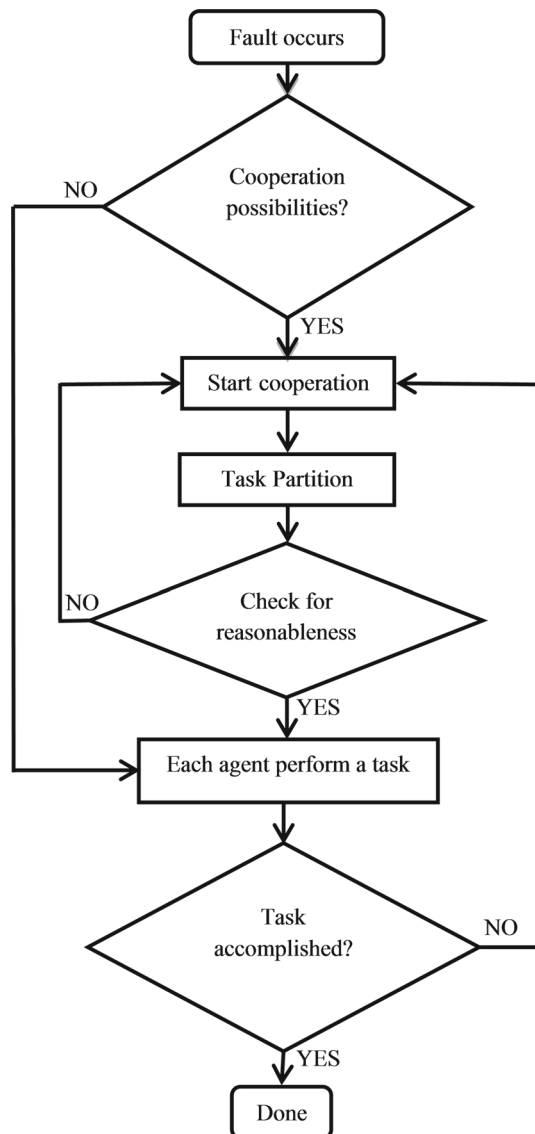 Fault occurs
Cooperation
possibilities?
NO
YES
Start cooperation
Task Partition
Check for
reasonableness
NO
YES
Each agent perform a task
Task
accomplished?
NO
YES
Done